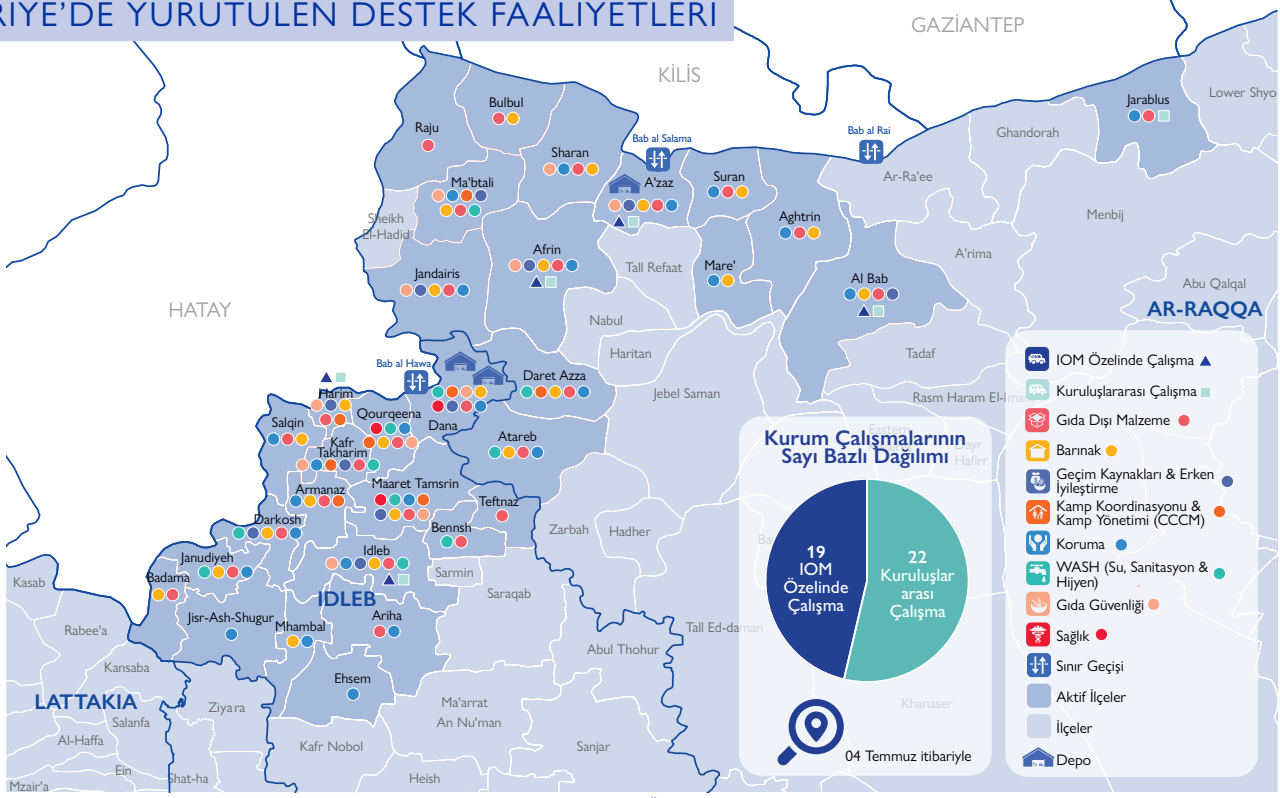 RİYE’DE YÜRÜTÜLEN DESTEK FAALİYETLERİ
GAZİANTEP
KİLİS
HATAY
Bulbul
Raju
Sharan
Bab al Salama
Bab al Rai
Jarablus
Lower Shyo
Ghandorah
Ma'btali
A'zaz
Suran
Ar-Ra'ee
Sheikh
El-Hadid
Aghtrin
Menbij
Afrin
Tall Refaat
Mare'
A'rima
Jandairis
Al Bab
Abu Qalqal
AR-RAQQA
Nabul
Haritan
Tadaf
Bab al Hawa
Daret Azza
Jebel Saman
Rasm Haram El-Imam
Harim
Qourqeena
Dana
Salqin
Kafr
Takharim
Atareb
Eastern
Dayr
Hafirr
Armanaz
Maaret Tamsrin
Teftnaz
Darkosh
Bennsh
Zarbah
Hadher
Ba
Janudiyeh
Idleb
Badama
Sarmin
Kasab
IDLEB
Saraqab
Jisr-Ash-Shugur
Mhambal
Ariha
Rabee'a
Tall Ed-daman
Abul Thohur
Kansaba
Ehsem
LATTAKIA
Ziyara
Salanfa
Ma'arrat
An Nu'man
Khanaser
Al-Haffa
Kafr Nobol
Sanjar
Ein
Shat-ha
Heish
Mzair'a
Kurum Çalışmalarının
Sayı Bazlı Dağılımı
19
IOM
Özelinde
Çalışma
22
Kuruluşlar
arası
Çalışma
04 Temmuz itibariyle
IOM Özelinde Çalışma
Kuruluşlararası Çalışma
Gıda Dışı Malzeme
Barınak
Geçim Kaynakları & Erken
İyileştirme
Kamp Koordinasyonu &
Kamp Yönetimi (CCCM)
Koruma
WASH (Su, Sanitasyon &
Hijyen)
Gıda Güvenliği
Sağlık
Sınır Geçişi
Aktif İlçeler
İlçeler
Depo